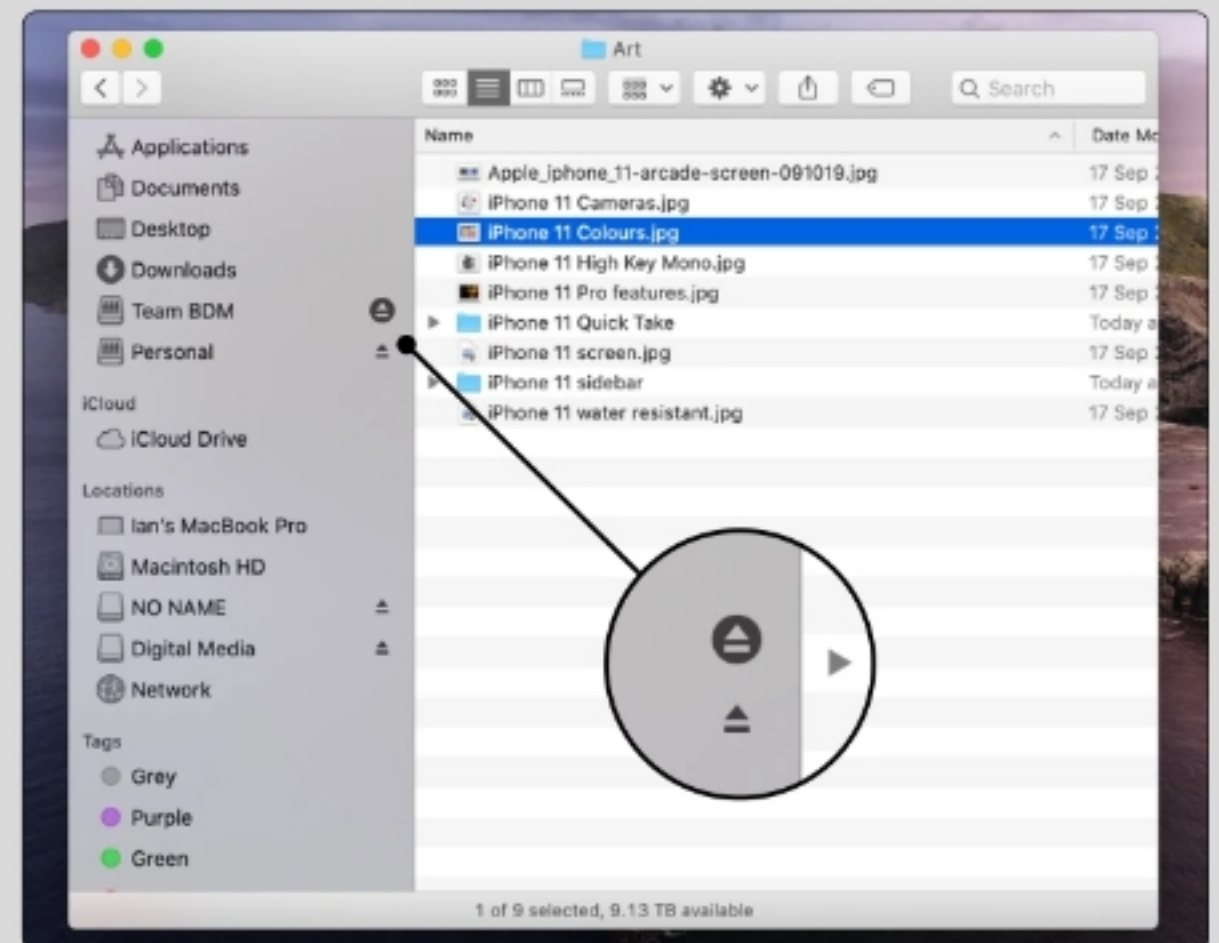 Art
Search
Applications
Documents
Desktop
Downloads
Team BDM
Personal
iCloud
iCloud Drive
Locations
Ian's MacBook Pro
Macintosh HD
NO NAME
Digital Media
Network
Tags
Grey
Purple
Green
Name Date Mo
Apple_iphone_11-arcade-screen-091019.jpg 17 Sep
iPhone 11 Cameras.jpg 17 Sep
iPhone 11 Colours.jpg 17 Sep
iPhone 11 High Key Mono.jpg 17 Sep
iPhone 11 Pro features.jpg 17 Sep
iPhone 11 Quick Take Today a
iPhone 11 screen.jpg 17 Sep
iPhone 11 sidebar Today a
iPhone 11 water resistant.jpg 17 Sep
1 of 9 selected, 9.13 TB available